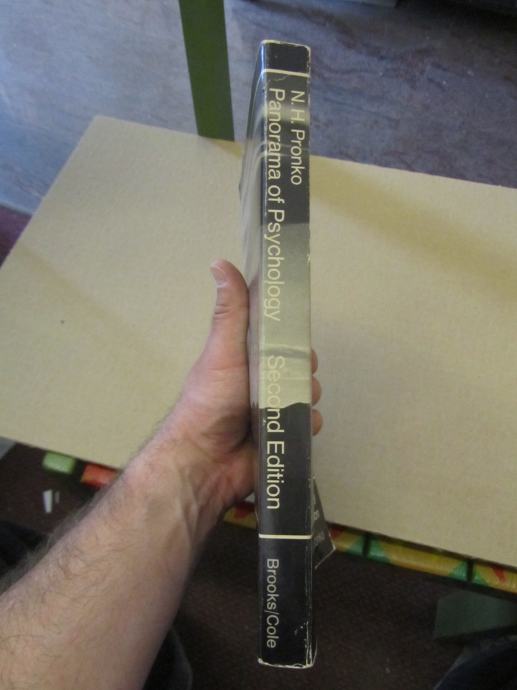 N. H. Pronko
Panorama of Psychology Second Edition
Brooks/Cole